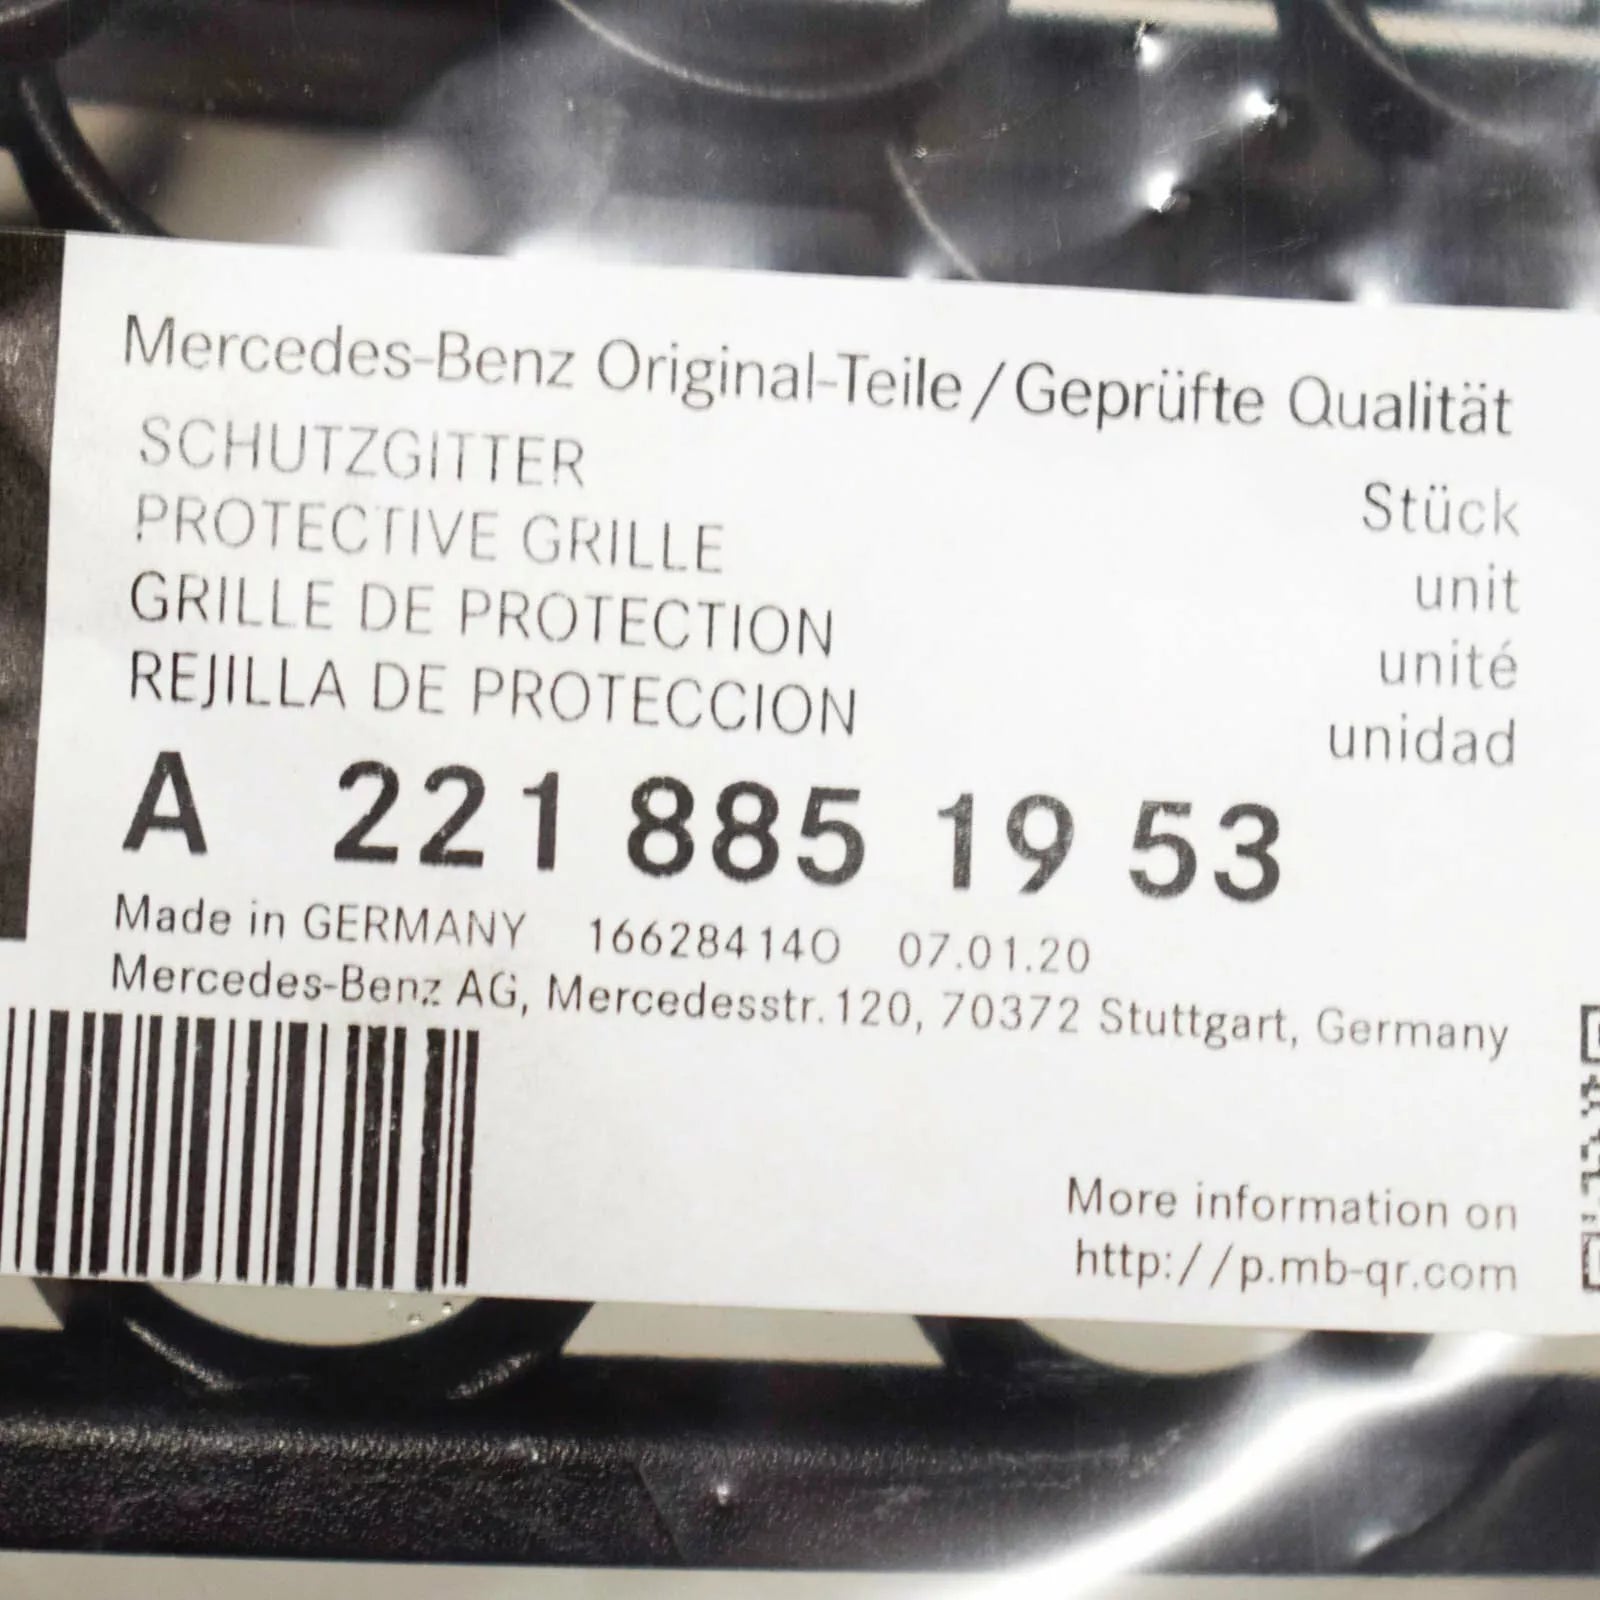 Mercedes-Benz Original-Teile/Geprüfte Qualität
SCHUTZGITTER Stück
PROTECTIVE GRILLE unit
GRILLE DE PROTECTION unité
REJILLA DE PROTECCION unidad
A 221 885 19 53
Made in GERMANY 166284140 07.01.20
Mercedes-Benz AG, Mercedesstr. 120, 70372 Stuttgart, Germany
More information on
http://p.mb-qr.com